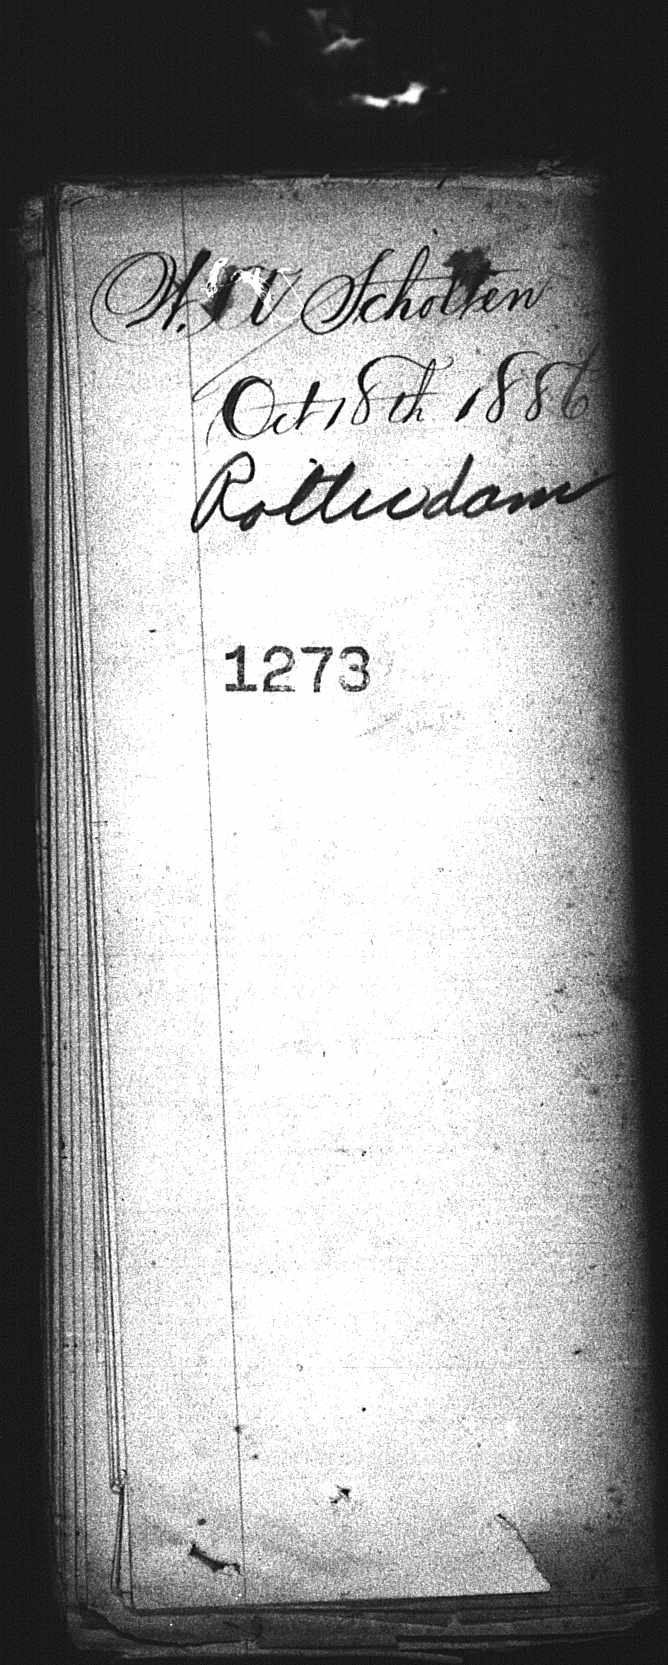 W. A. Scholten
Oct 18th 1886
Rotterdam
1273